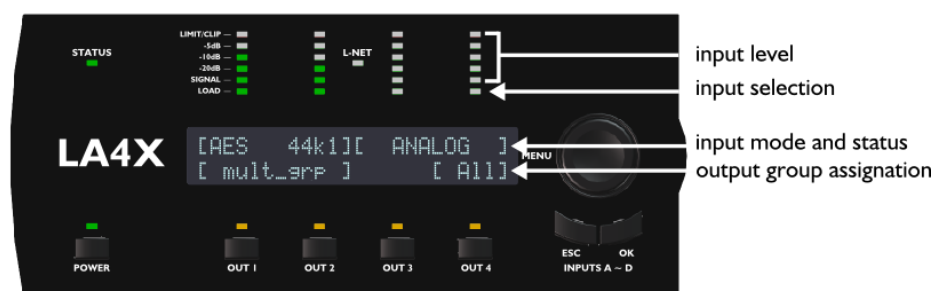 LIMIT/CLIP
-5dB
STATUS
-10dB
L-NET
-20dB
SIGNAL
LOAD
input level
input selection
LA4X
[AES 44k1][ ANALOG ]
[ mult_grp ] [ All]
MENU
input mode and status
output group assignation
POWER
OUT 1
OUT 2
OUT 3
OUT 4
ESC OK
INPUTS A ~ D